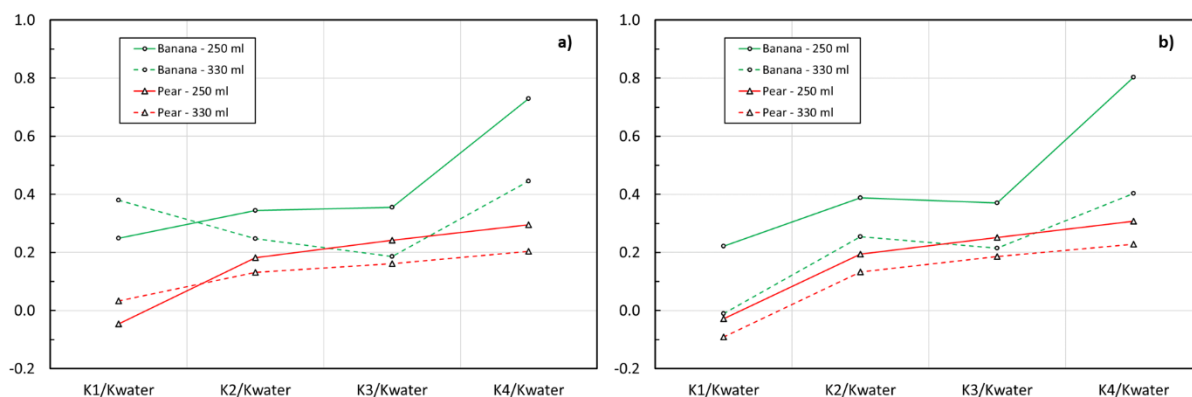 1.0
0.8
0.6
0.4
0.2
0.0
-0.2
a)
Banana - 250 ml
Banana - 330 ml
Pear - 250 ml
Pear - 330 ml
K1/Kwater K2/Kwater K3/Kwater K4/Kwater
1.0
0.8
0.6
0.4
0.2
0.0
-0.2
b)
Banana - 250 ml
Banana - 330 ml
Pear - 250 ml
Pear - 330 ml
K1/Kwater K2/Kwater K3/Kwater K4/Kwater